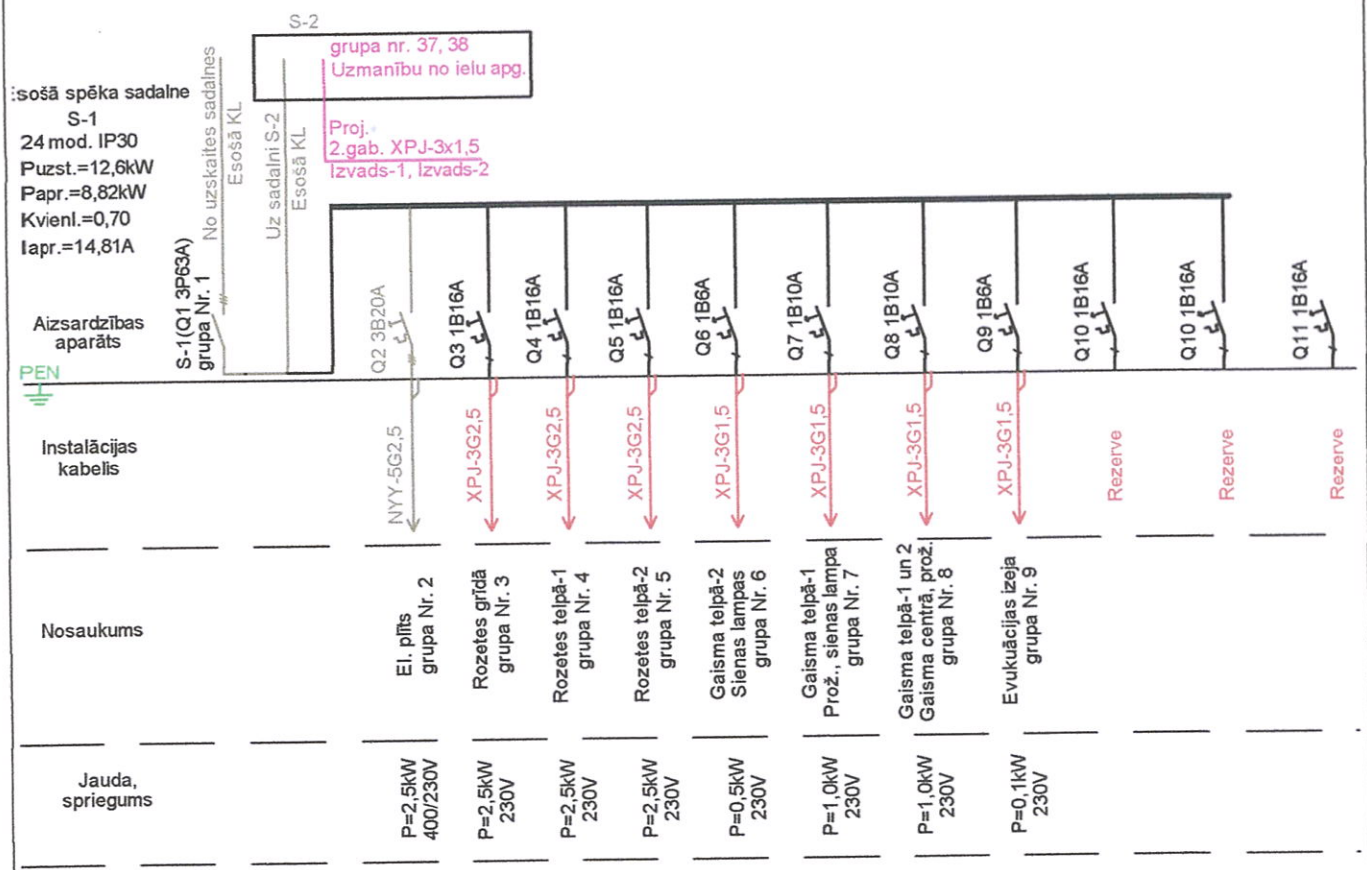 S-2
grupa nr. 37, 38
Uzmanību no ielu apg.
Proj.
2.gab. XPJ-3x1,5
Izvads-1, Izvads-2
sošā spēka sadalne
S-1
24 mod. IP30
Puzst.=12,6kW
Papr.=8,82kW
Kvienl.=0,70
Iapr.=14,81A
No uzskaites sadalnes
Esošā KL
Uz sadalni S-2
Esošā KL
Aizsardzības
aparāts
S-1(Q1 3P63A)
grupa Nr. 1
Q2 3B20A
Q3 1B16A
Q4 1B16A
Q5 1B16A
Q6 1B6A
Q7 1B10A
Q8 1B10A
Q9 1B6A
Q10 1B16A
Q10 1B16A
Q11 1B16A
PEN
Instalācijas
kabelis
NYY-5G2,5
XPJ-3G2,5
XPJ-3G2,5
XPJ-3G2,5
XPJ-3G1,5
XPJ-3G1,5
XPJ-3G1,5
XPJ-3G1,5
Rezerve
Rezerve
Rezerve
Nosaukums
El. plīts
grupa Nr. 2
Rozetes grīdā
grupa Nr. 3
Rozetes telpā-1
grupa Nr. 4
Rozetes telpā-2
grupa Nr. 5
Gaisma telpā-2
Sienas lampas
grupa Nr. 6
Gaisma telpā-1
Prož., sienas lampa
grupa Nr. 7
Gaisma telpā-1 un 2
Gaisma centrā, prož.
grupa Nr. 8
Evukuācijas izeja
grupa Nr. 9
Jauda,
spriegums
P=2,5kW
400/230V
P=2,5kW
230V
P=2,5kW
230V
P=2,5kW
230V
P=0,5kW
230V
P=1,0kW
230V
P=1,0kW
230V
P=0,1kW
230V